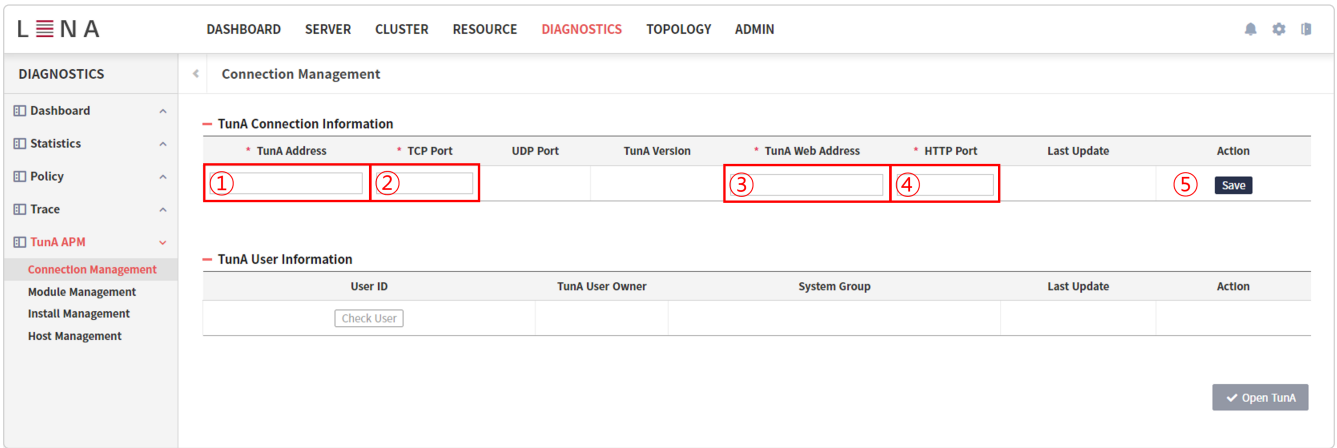 LENA
DASHBOARD SERVER CLUSTER RESOURCE DIAGNOSTICS TOPOLOGY ADMIN
DIAGNOSTICS
Connection Management
Dashboard
Statistics
Policy
Trace
TunA APM
Connection Management
Module Management
Install Management
Host Management
TunA Connection Information
* TunA Address * TCP Port UDP Port TunA Version * TunA Web Address * HTTP Port Last Update Action
① ② ③ ④ ⑤ Save
TunA User Information
User ID TunA User Owner System Group Last Update Action
Check User
✓ Open TunA